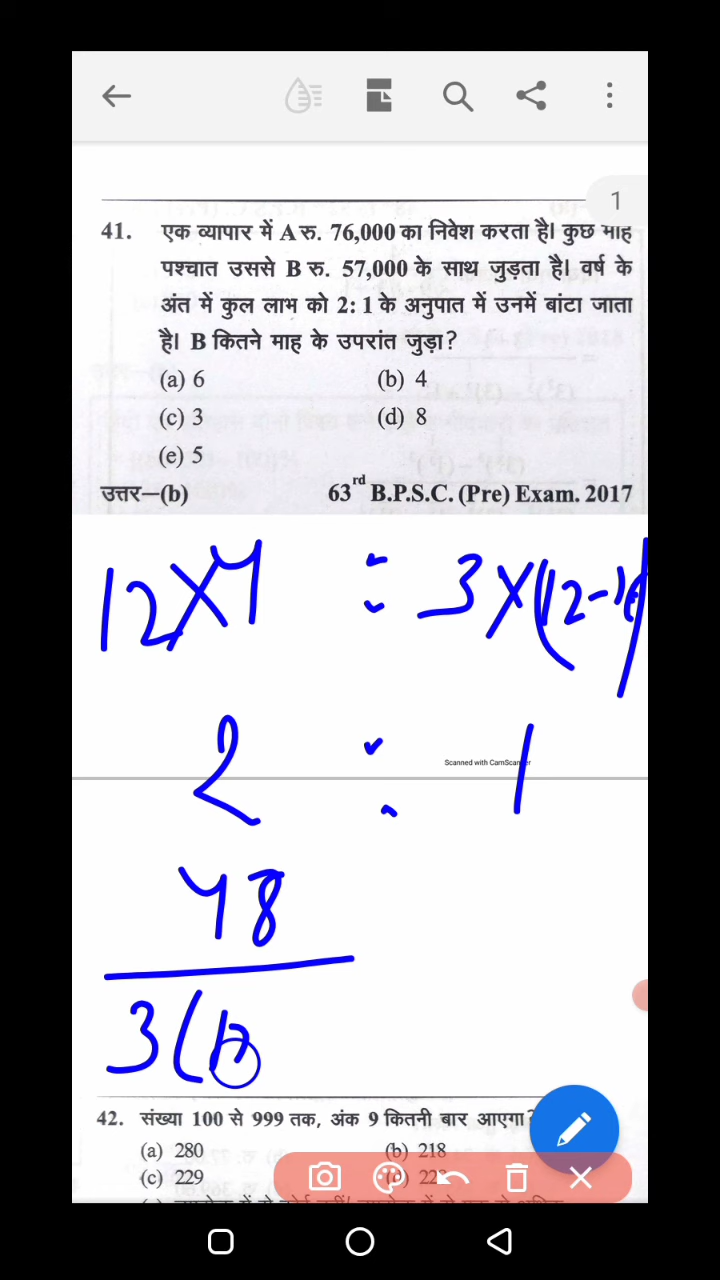 1
41. एक व्यापार में A रु. 76,000 का निवेश करता है। कुछ माह
पश्चात उससे B रु. 57,000 के साथ जुड़ता है। वर्ष के
अंत में कुल लाभ को 2: 1 के अनुपात में उनमें बांटा जाता
है। B कितने माह के उपरांत जुड़ा?
(a) 6 (b) 4
(c) 3 (d) 8
(e) 5
उत्तर–(b) 63rd B.P.S.C. (Pre) Exam. 2017
12×4 : 3×(12-
2 : 1
Scanned with CamScanner
48
3(
42. संख्या 100 से 999 तक, अंक 9 कितनी बार आएगा?
(a) 280 (b) 218
(c) 229